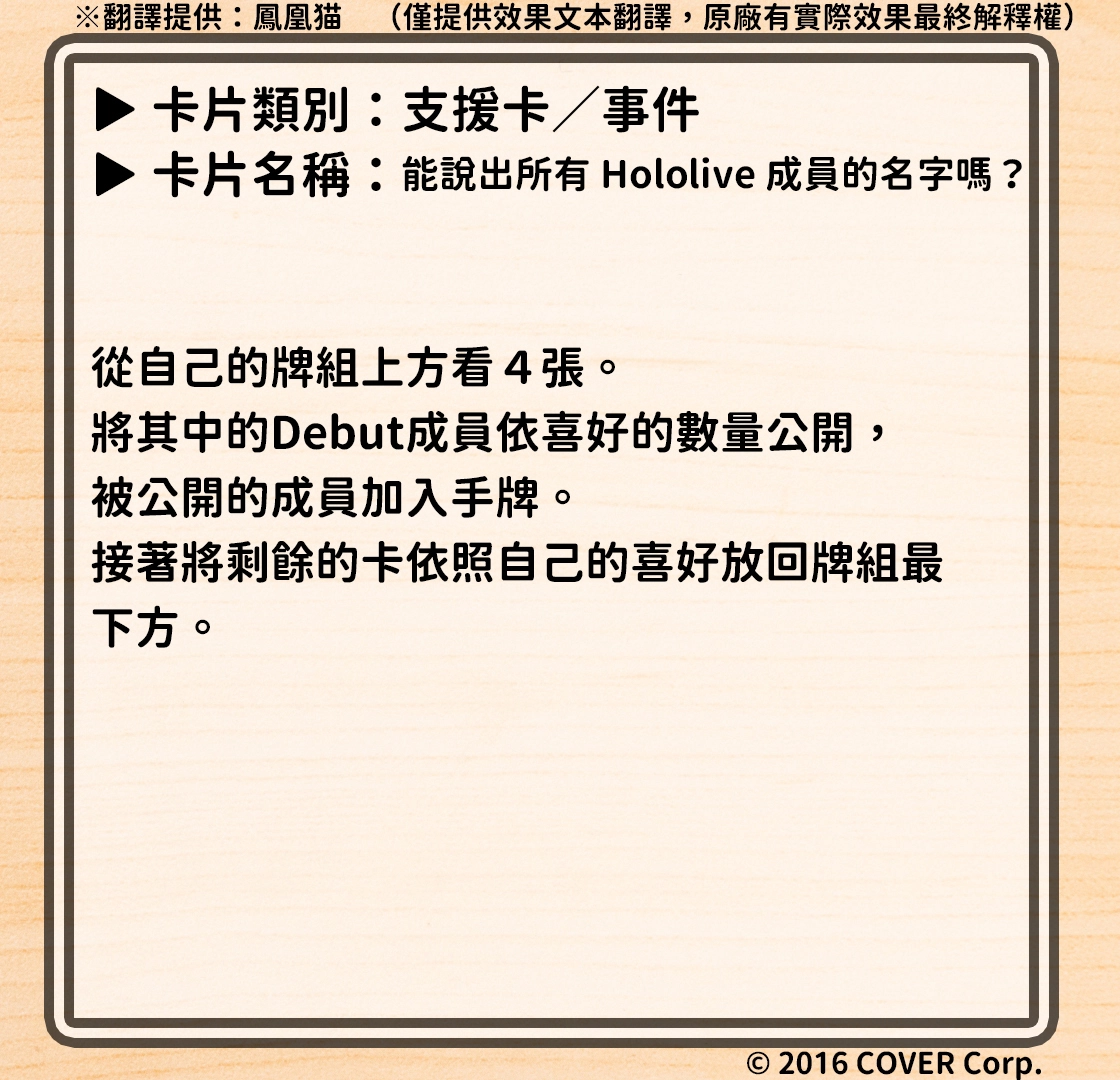 ※翻譯提供：鳳凰猫　（僅提供效果文本翻譯，原廠有實際效果最終解釋權）
▶ 卡片類別：支援卡／事件
▶ 卡片名稱：能說出所有 Hololive 成員的名字嗎？
從自己的牌組上方看４張。
將其中的Debut成員依喜好的數量公開，
被公開的成員加入手牌。
接著將剩餘的卡依照自己的喜好放回牌組最
下方。
© 2016 COVER Corp.